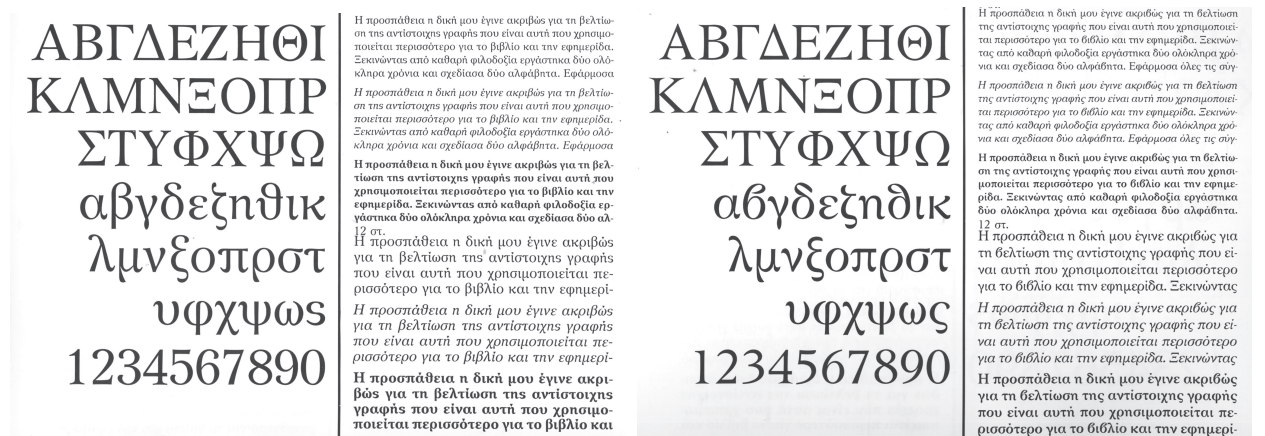 ΑΒΓΔΕΖΗΘΙ
ΚΛΜΝΞΟΠΡ
ΣΤΥΦΧΨΩ
αβγδεζηθικ
λμνξοπρστ
υφχψως
1234567890
Η προσπάθεια η δική μου έγινε ακριβώς για τη βελτίω-
ση της αντίστοιχης γραφής που είναι αυτή που χρησιμο-
ποιείται περισσότερο για το βιβλίο και την εφημερίδα.
Ξεκινώντας από καθαρή φιλοδοξία εργάστηκα δύο ολό-
κληρα χρόνια και σχεδίασα δύο αλφάβητα. Εφάρμοσα
Η προσπάθεια η δική μου έγινε ακριβώς για τη βελτίω-
ση της αντίστοιχης γραφής που είναι αυτή που χρησιμο-
ποιείται περισσότερο για το βιβλίο και την εφημερίδα.
Ξεκινώντας από καθαρή φιλοδοξία εργάστηκα δύο ολό-
κληρα χρόνια και σχεδίασα δύο αλφάβητα. Εφάρμοσα
Η προσπάθεια η δική μου έγινε ακριβώς για τη βελ-
τίωση της αντίστοιχης γραφής που είναι αυτή που
χρησιμοποιείται περισσότερο για το βιβλίο και την
εφημερίδα. Ξεκινώντας από καθαρή φιλοδοξία ερ-
γάστηκα δύο ολόκληρα χρόνια και σχεδίασα δύο αλ-
12 στ.
Η προσπάθεια η δική μου έγινε ακριβώς
για τη βελτίωση της αντίστοιχης γραφής
που είναι αυτή που χρησιμοποιείται πε-
ρισσότερο για το βιβλίο και την εφημερί-
Η προσπάθεια η δική μου έγινε ακριβώς
για τη βελτίωση της αντίστοιχης γραφής
που είναι αυτή που χρησιμοποιείται πε-
ρισσότερο για το βιβλίο και την εφημερί-
Η προσπάθεια η δική μου έγινε ακρι-
βώς για τη βελτίωση της αντίστοιχης
γραφής που είναι αυτή που χρησιμο-
ποιείται περισσότερο για το βιβλίο και
ΑΒΓΔΕΖΗΘΙ
ΚΛΜΝΞΟΠΡ
ΣΤΥΦΧΨΩ
αβγδεζηθικ
λμνξοπρστ
υφχψως
1234567890
Η προσπάθεια η δική μου έγινε ακριβώς για τη βελτίωση
της αντίστοιχης γραφής που είναι αυτή που χρησιμοποιεί-
ται περισσότερο για το βιβλίο και την εφημερίδα. Ξεκινών-
τας από καθαρή φιλοδοξία εργάστηκα δύο ολόκληρα χρό-
νια και σχεδίασα δύο αλφάβητα. Εφάρμοσα όλες τις σύγ-
Η προσπάθεια η δική μου έγινε ακριβώς για τη βελτίωση
της αντίστοιχης γραφής που είναι αυτή που χρησιμοποιεί-
ται περισσότερο για το βιβλίο και την εφημερίδα. Ξεκινών-
τας από καθαρή φιλοδοξία εργάστηκα δύο ολόκληρα χρό-
νια και σχεδίασα δύο αλφάβητα. Εφάρμοσα όλες τις σύγ-
Η προσπάθεια η δική μου έγινε ακριβώς για τη βελτίω-
ση της αντίστοιχης γραφής που είναι αυτή που χρησι-
μοποιείται περισσότερο για το βιβλίο και την εφημε-
ρίδα. Ξεκινώντας από καθαρή φιλοδοξία εργάστηκα
δύο ολόκληρα χρόνια και σχεδίασα δύο αλφάβητα.
12 στ.
Η προσπάθεια η δική μου έγινε ακριβώς για
τη βελτίωση της αντίστοιχης γραφής που εί-
ναι αυτή που χρησιμοποιείται περισσότερο
για το βιβλίο και την εφημερίδα. Ξεκινώντας
Η προσπάθεια η δική μου έγινε ακριβώς για
τη βελτίωση της αντίστοιχης γραφής που εί-
ναι αυτή που χρησιμοποιείται περισσότερο
για το βιβλίο και την εφημερίδα. Ξεκινώντας
Η προσπάθεια η δική μου έγινε ακριβώς
για τη βελτίωση της αντίστοιχης γραφής
που είναι αυτή που χρησιμοποιείται πε-
ρισσότερο για το βιβλίο και την εφημερί-